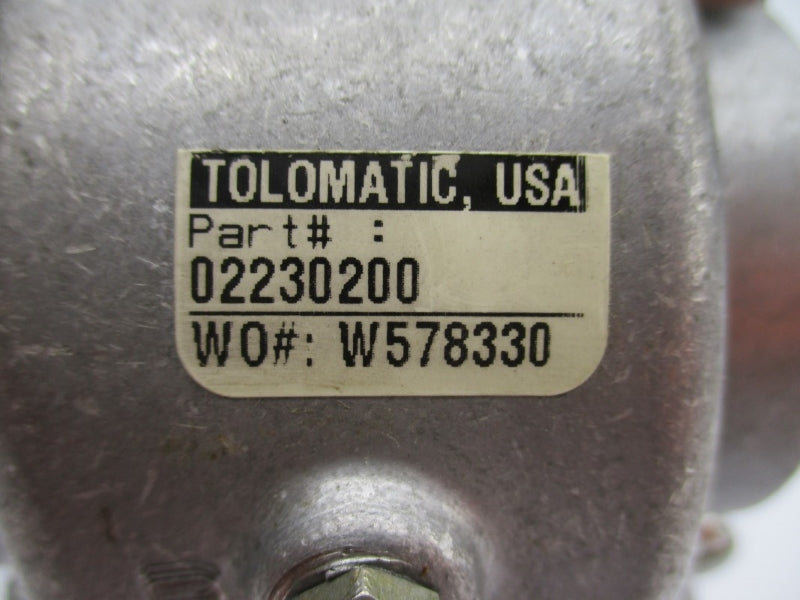 TOLOMATIC, USA
Part# :
02230200
WO#: W578330